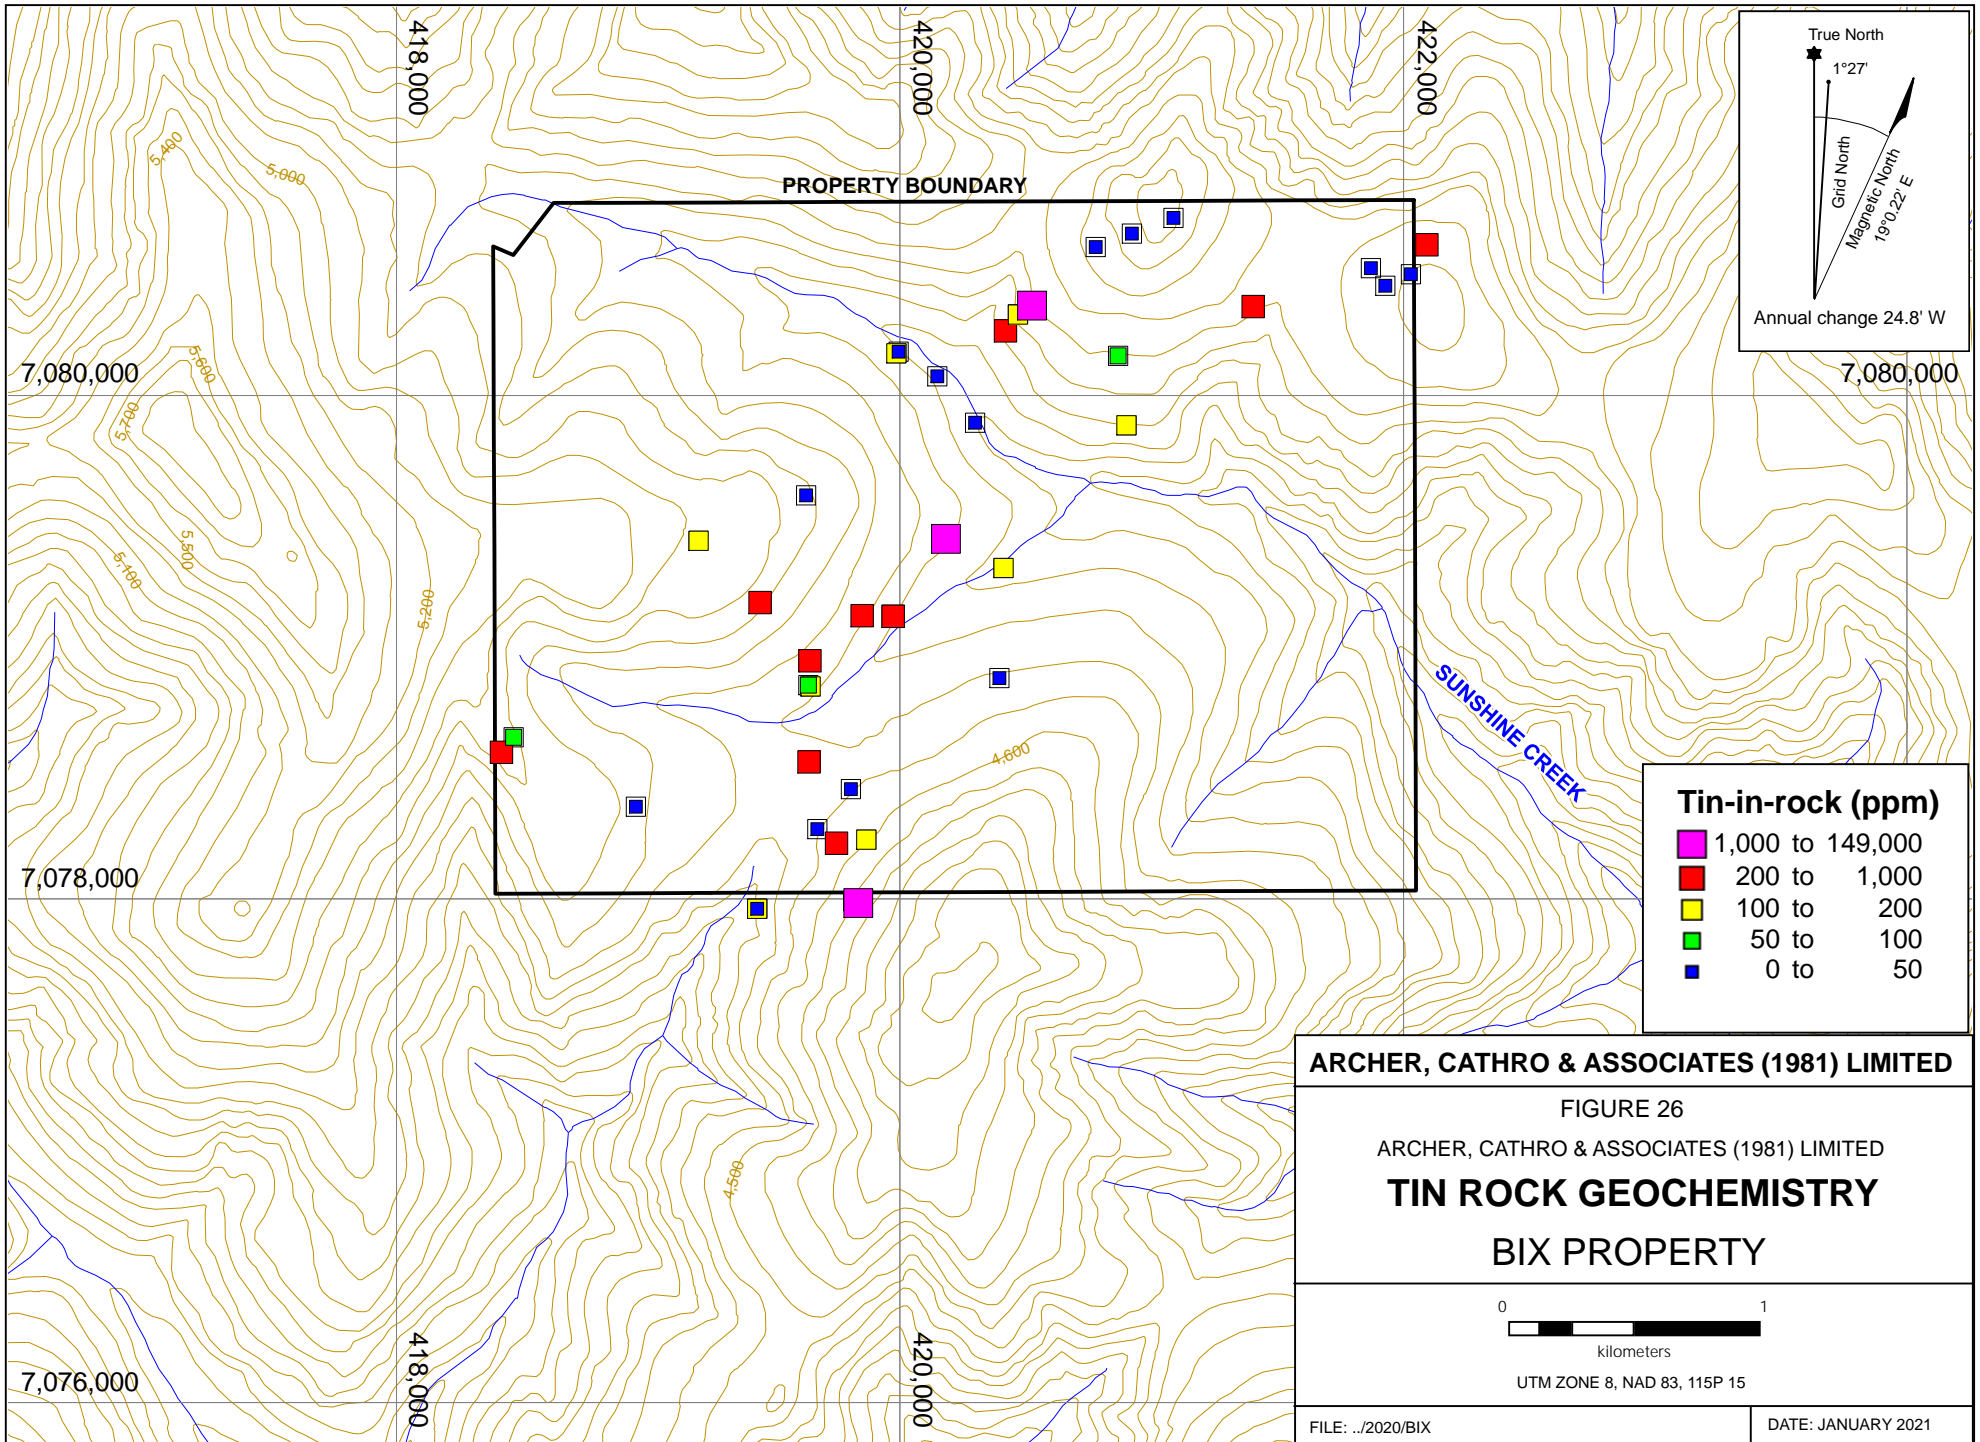 418,000
420,000
422,000
True North
1°27'
Grid North
Magnetic North
19°0.22' E
Annual change 24.8' W
5,400
5,000
PROPERTY BOUNDARY
5,600
7,080,000
7,080,000
5,700
5,500
5,100
5,200
SUNSHINE CREEK
4,600
Tin-in-rock (ppm)
1,000 to 149,000
200 to 1,000
100 to 200
50 to 100
0 to 50
7,078,000
4,500
ARCHER, CATHRO & ASSOCIATES (1981) LIMITED
FIGURE 26
ARCHER, CATHRO & ASSOCIATES (1981) LIMITED
TIN ROCK GEOCHEMISTRY
BIX PROPERTY
0 1
kilometers
UTM ZONE 8, NAD 83, 115P 15
7,076,000
418,000
420,000
FILE: ../2020/BIX
DATE: JANUARY 2021